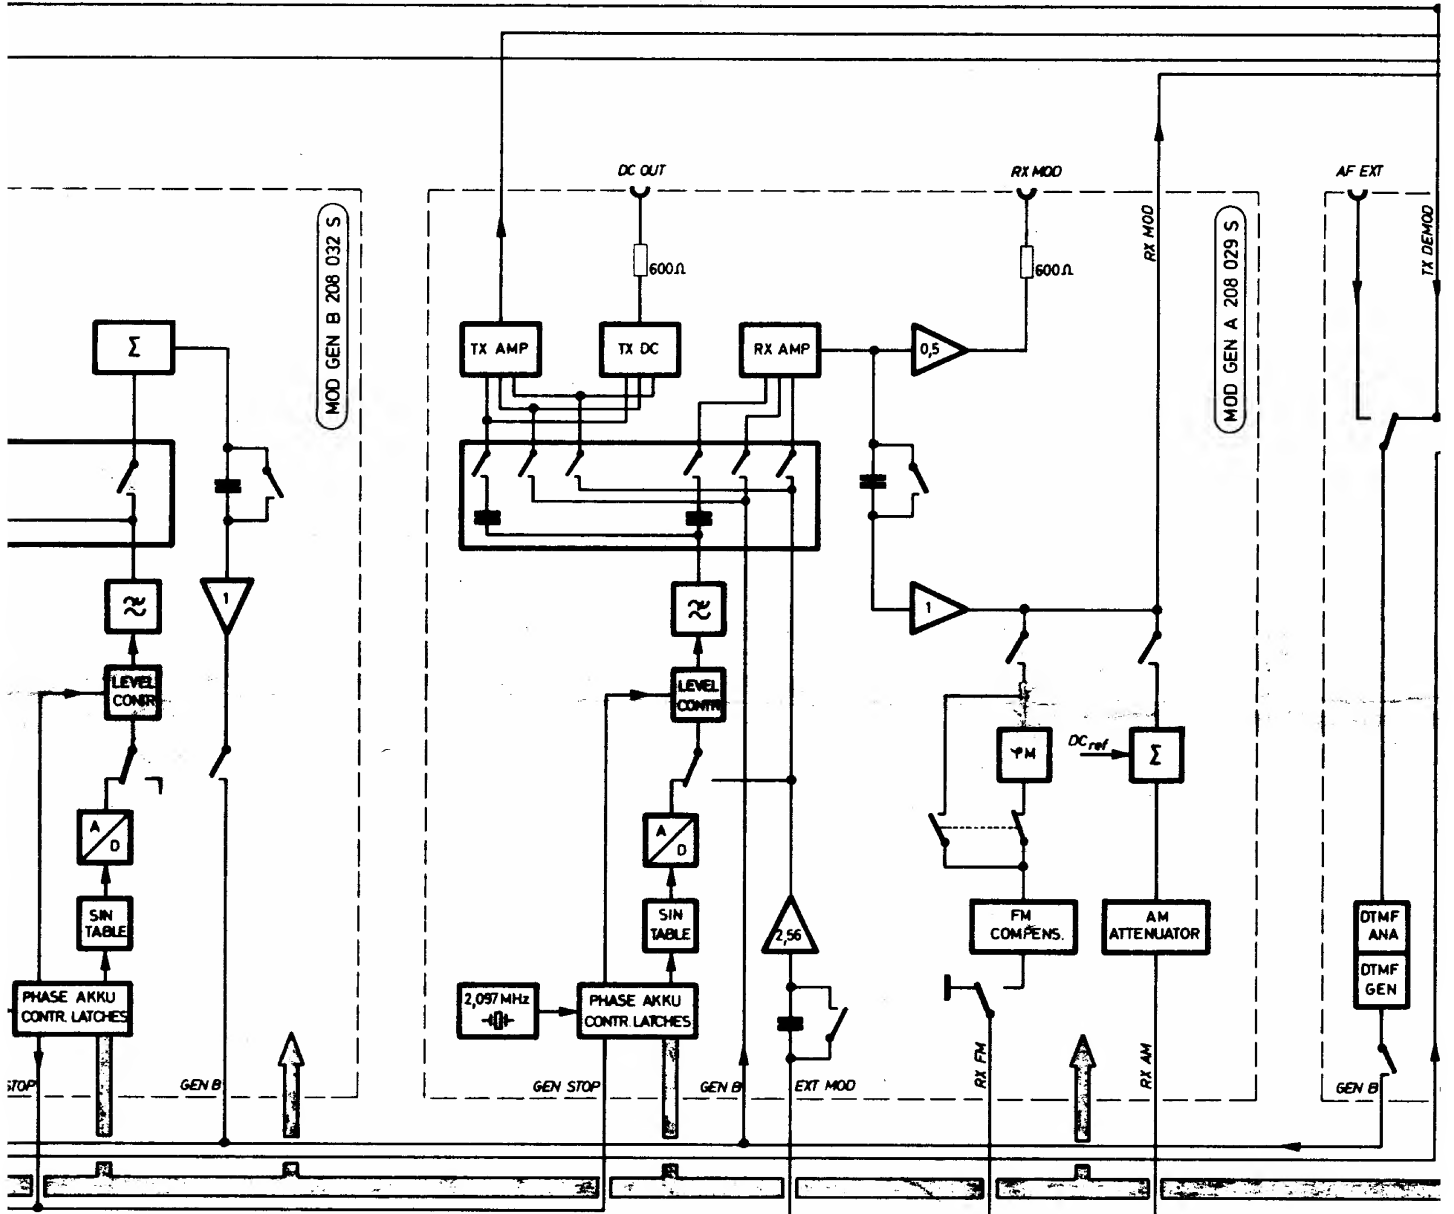 DC OUT
RX MOD
AF EXT
MOD GEN B 208 032 S
600Ω
600Ω
RX MOD
MOD GEN A 208 029 S
TX DEMOD
Σ
TX AMP
TX DC
RX AMP
0,5
1
1
LEVEL
CONTR
LEVEL
CONTR
φM
DC ref
Σ
A
D
A
D
SIN
TABLE
SIN
TABLE
2,56
FM
COMPENS.
AM
ATTENUATOR
DTMF
ANA
DTMF
GEN
PHASE AKKU
CONTR. LATCHES
2,097 MHz
PHASE AKKU
CONTR. LATCHES
STOP
GEN B
GEN STOP
GEN B
EXT MOD
RX FM
RX AM
GEN B